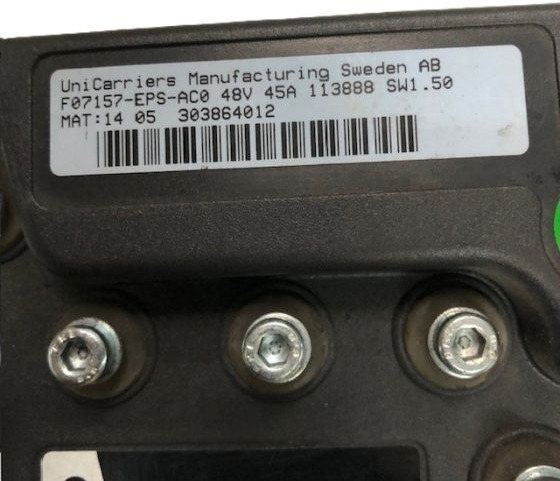 UniCarriers Manufacturing Sweden AB
F07157-EPS-AC0 48V 45A 113888 SW1.50
MAT:14 05 303864012